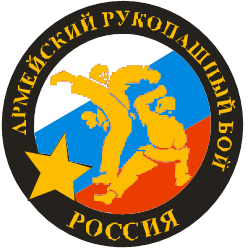 АРМЕЙСКИЙ РУКОПАШНЫЙ БОЙ
РОССИЯ